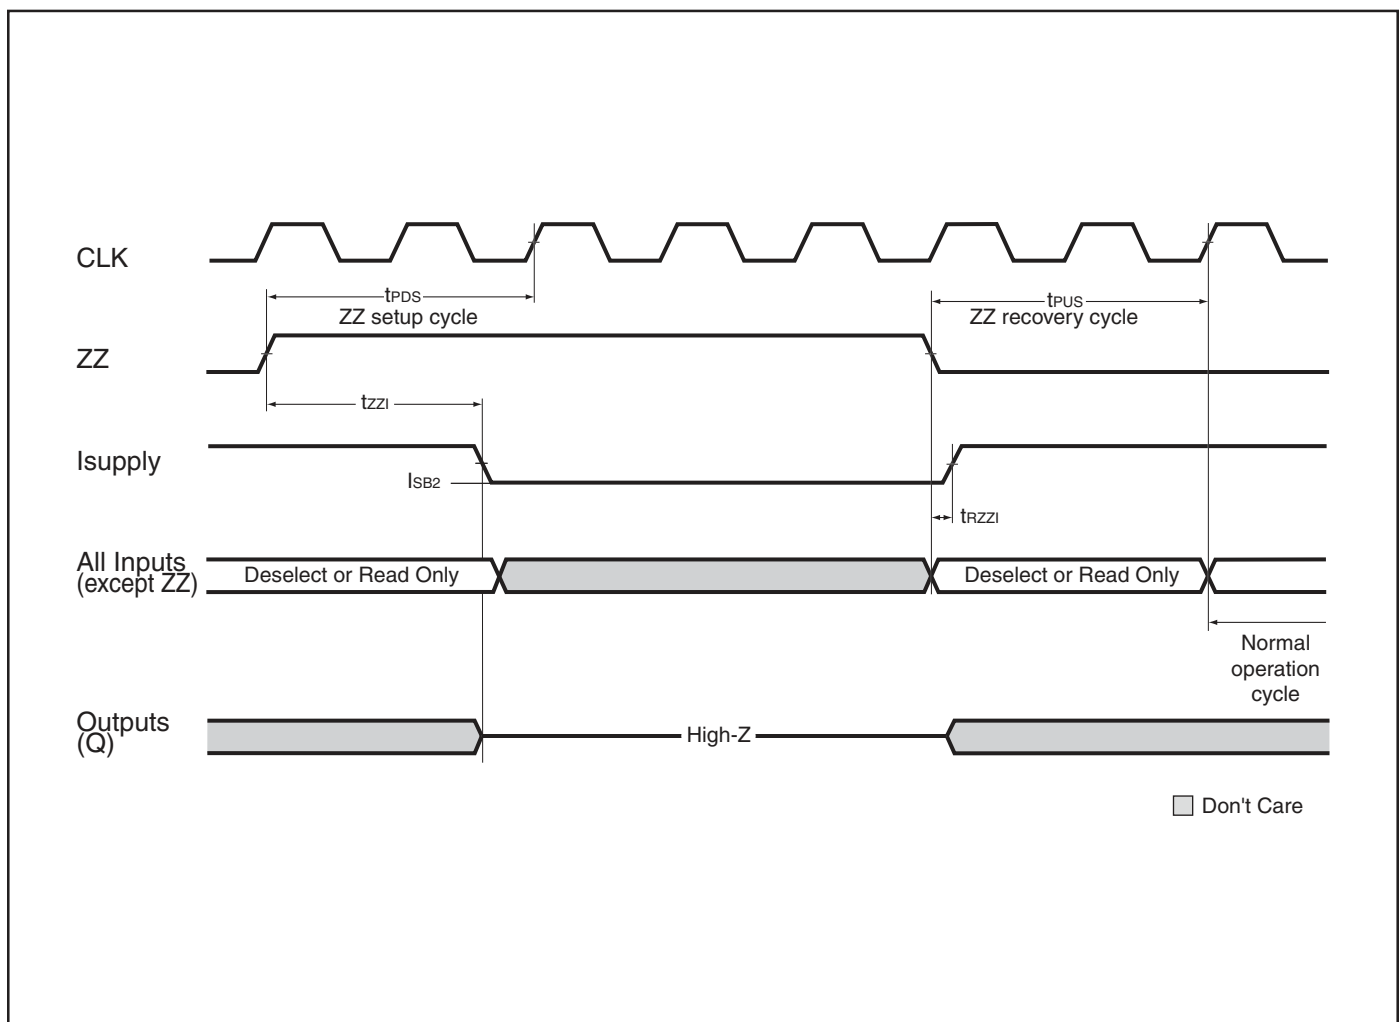 CLK
tPDS
ZZ setup cycle
tPUS
ZZ recovery cycle
ZZ
tZZI
Isupply
ISB2
tRZZI
All Inputs
(except ZZ)
Deselect or Read Only
Deselect or Read Only
Normal
operation
cycle
Outputs
(Q)
High-Z
Don't Care